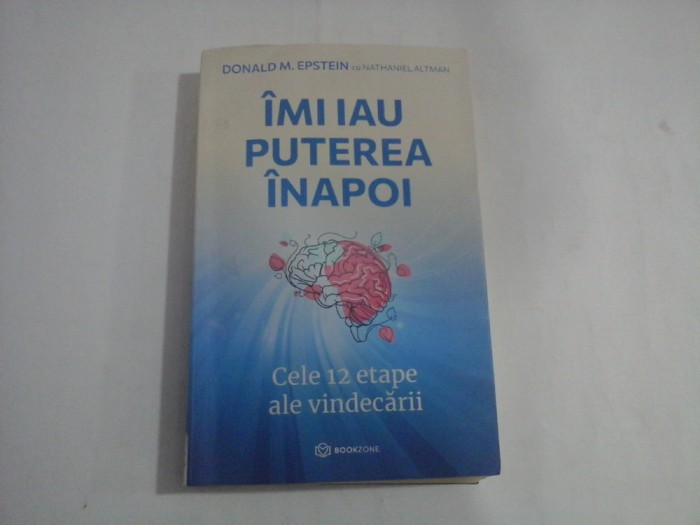 DONALD M. EPSTEIN cu NATHANIEL ALTMAN
ÎMI IAU
PUTEREA
ÎNAPOI
Cele 12 etape
ale vindecării
BOOKZONE